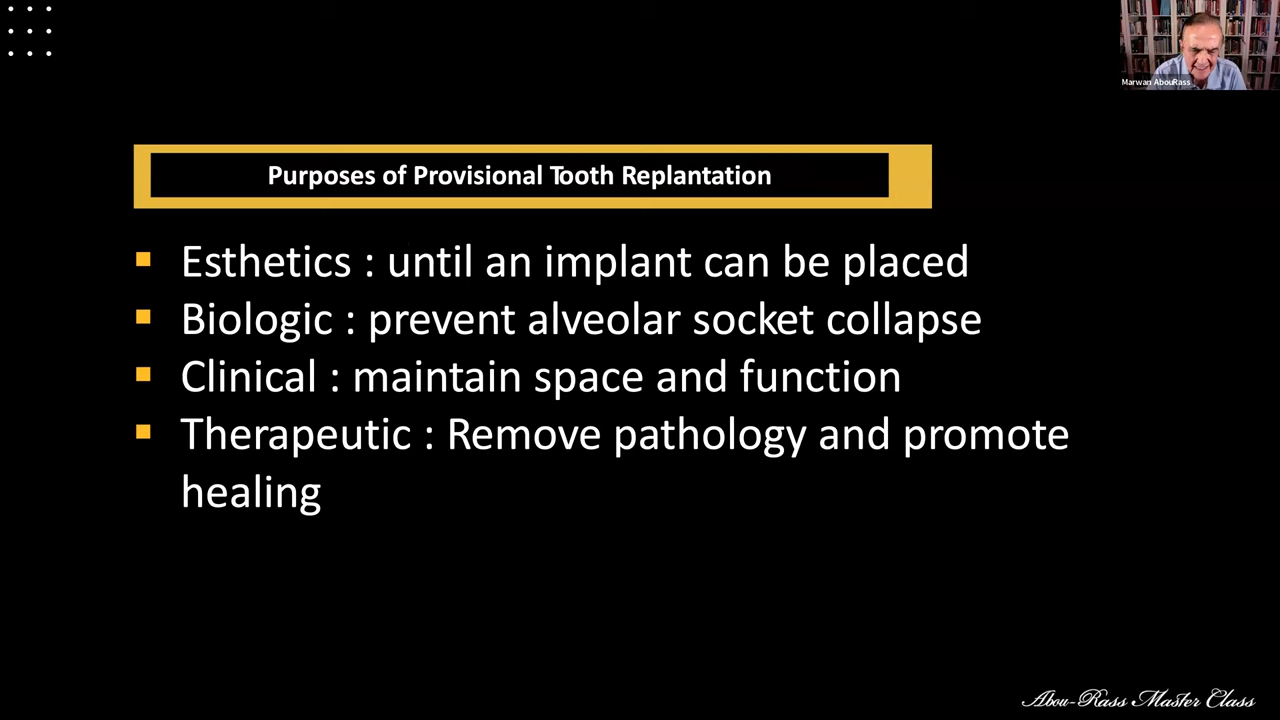 Marwan AbouRass
Purposes of Provisional Tooth Replantation
Esthetics : until an implant can be placed
Biologic : prevent alveolar socket collapse
Clinical : maintain space and function
Therapeutic : Remove pathology and promote
healing
Abou-Rass Master Class